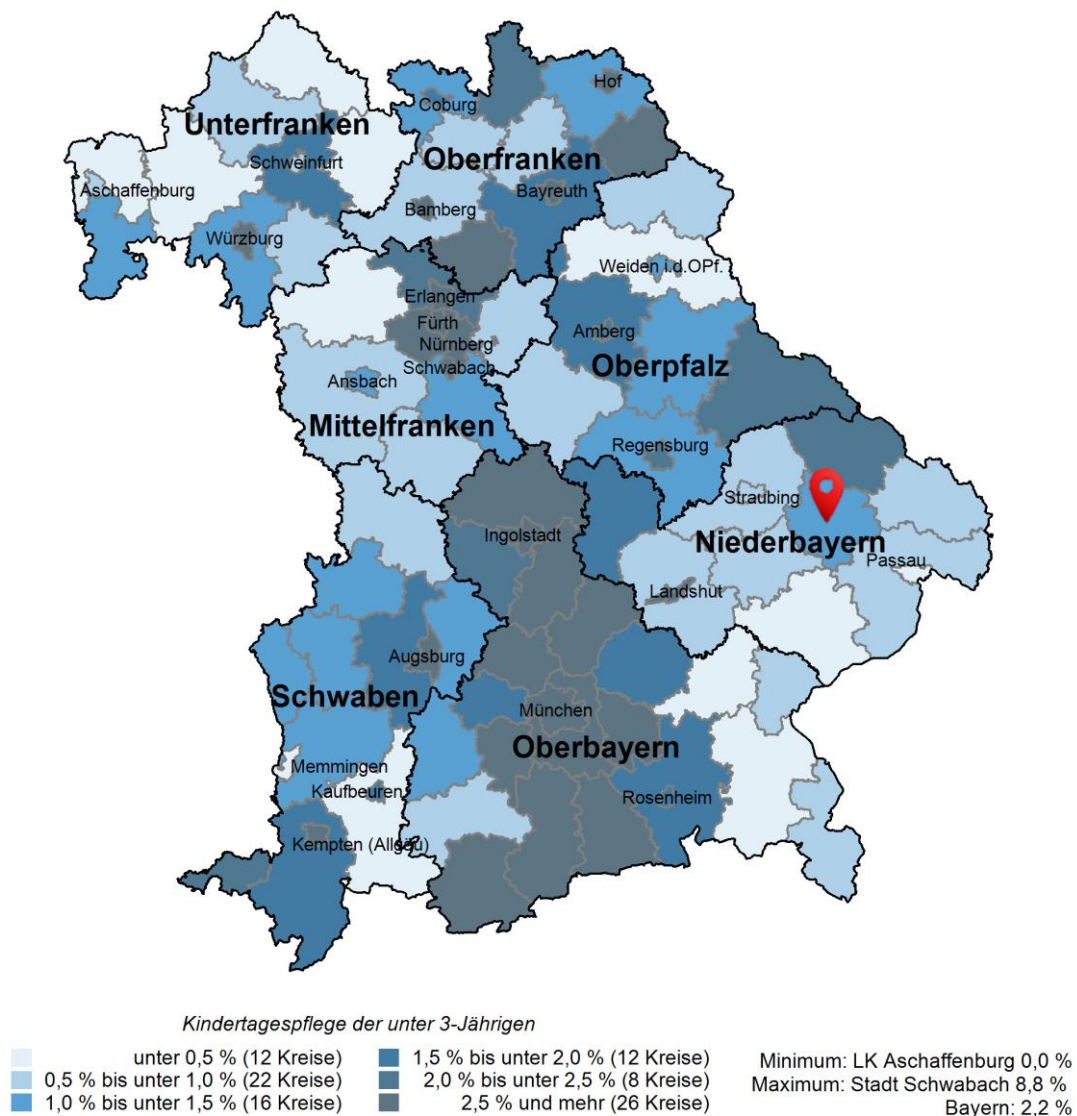 Hof
Coburg
Unterfranken
Oberfranken
Schweinfurt
Aschaffenburg
Bayreuth
Bamberg
Würzburg
Weiden i.d.OPf.
Erlangen
Fürth
Amberg
Nürnberg
Schwabach
Oberpfalz
Ansbach
Mittelfranken
Regensburg
Straubing
Ingolstadt
Niederbayern
Passau
Landshut
Augsburg
Schwaben
München
Oberbayern
Memmingen
Kaufbeuren
Rosenheim
Kempten (Allgäu)
Kindertagespflege der unter 3-Jährigen
unter 0,5 % (12 Kreise)
0,5 % bis unter 1,0 % (22 Kreise)
1,0 % bis unter 1,5 % (16 Kreise)
1,5 % bis unter 2,0 % (12 Kreise)
2,0 % bis unter 2,5 % (8 Kreise)
2,5 % und mehr (26 Kreise)
Minimum: LK Aschaffenburg 0,0 %
Maximum: Stadt Schwabach 8,8 %
Bayern: 2,2 %